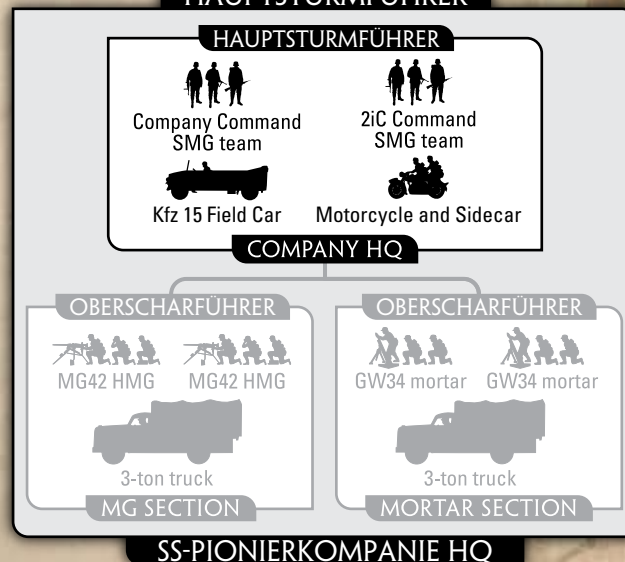 HAUPTSTURMFÜHRER
HAUPTSTURMFÜHRER
Company Command
SMG team
2iC Command
SMG team
Kfz 15 Field Car
Motorcycle and Sidecar
COMPANY HQ
OBERSCHARFÜHRER
MG42 HMG
MG42 HMG
3-ton truck
MG SECTION
OBERSCHARFÜHRER
GW34 mortar
GW34 mortar
3-ton truck
MORTAR SECTION
SS-PIONIERKOMPANIE HQ